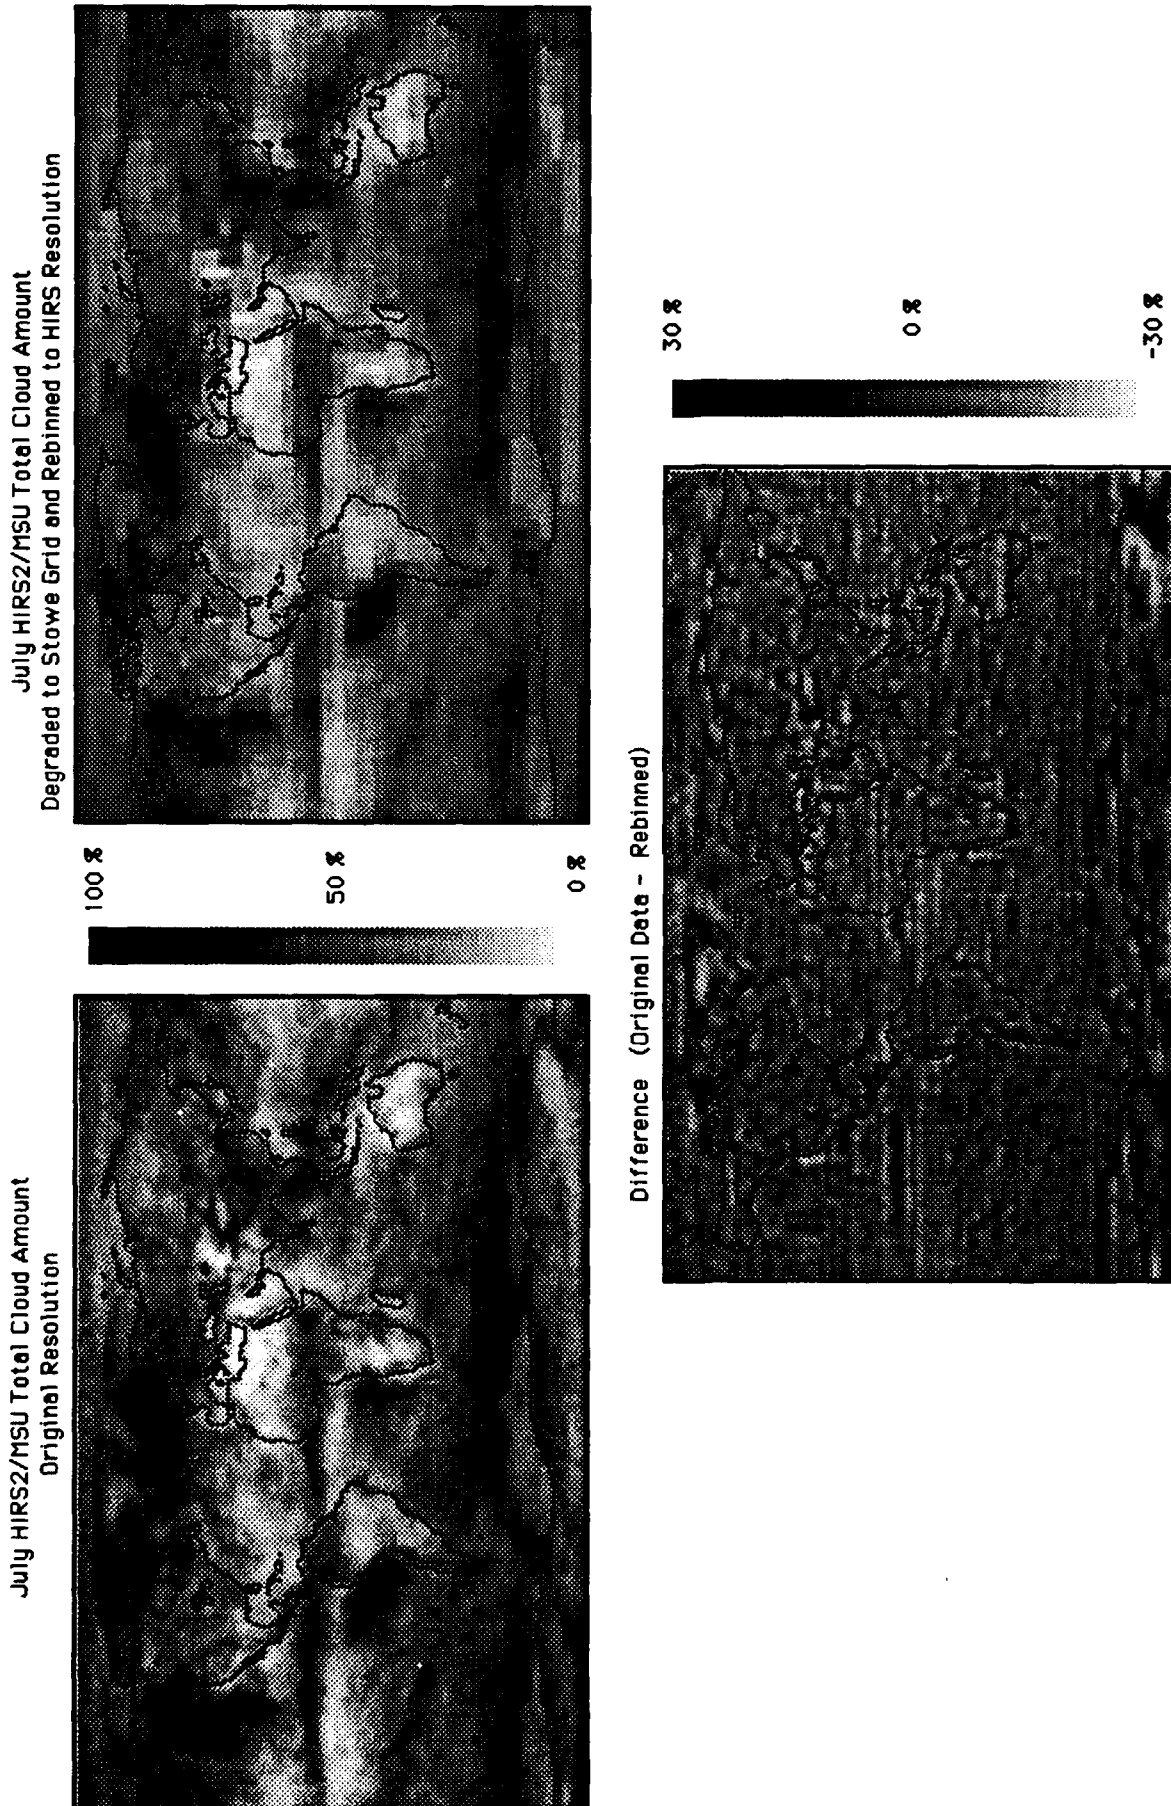 July HIRS2/MSU Total Cloud Amount
Original Resolution
100 %
50 %
0 %
July HIRS2/MSU Total Cloud Amount
Degraded to Stowe Grid and Rebinned to HIRS Resolution
Difference (Original Data - Rebinned)
30 %
0 %
-30 %